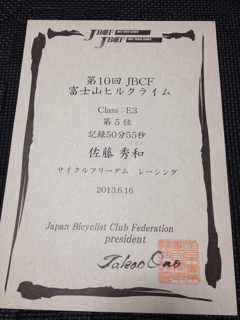 JBCF JBCF
第10回 JBCF
富士山ヒルクライム
Class : E3
第 5 位
記録50分55秒
佐藤 秀和
サイクルフリーダム レーシング
2013.6.16
Japan Bicyclist Club Federation
president